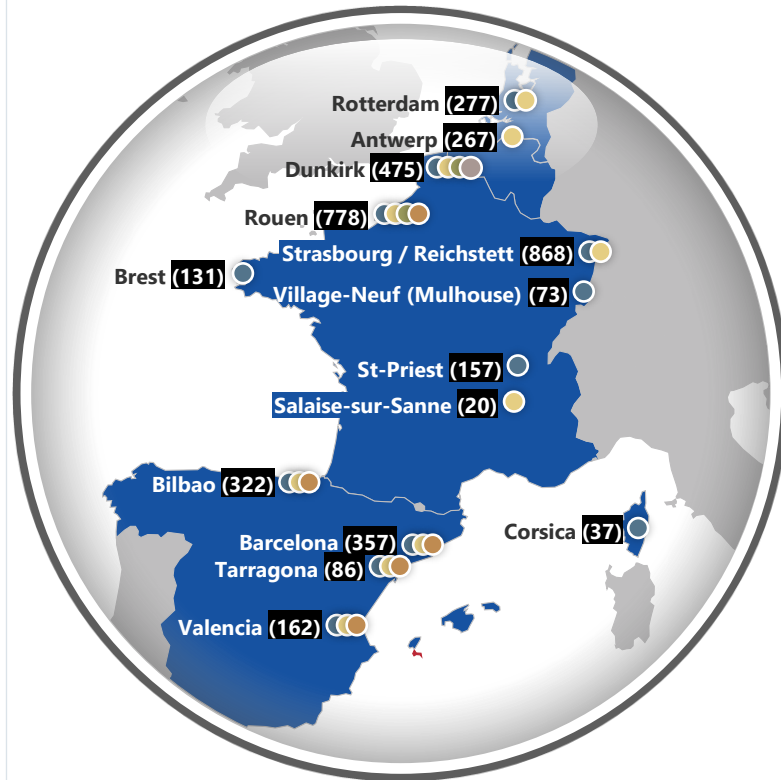 Rotterdam (277)
Antwerp (267)
Dunkirk (475)
Rouen (778)
Strasbourg / Reichstett (868)
Brest (131)
Village-Neuf (Mulhouse) (73)
St-Priest (157)
Salaise-sur-Sanne (20)
Bilbao (322)
Corsica (37)
Barcelona (357)
Tarragona (86)
Valencia (162)